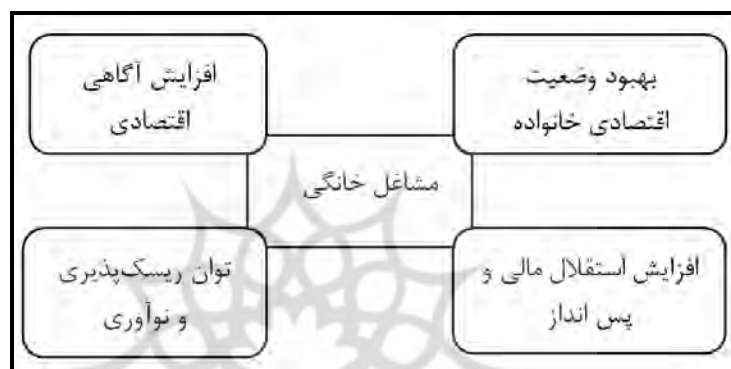 بهبود وضعیت
اقتصادی خانواده
افزایش آگاهی
اقتصادی
مشاغل خانگی
افزایش استقلال مالی و
پس انداز
توان ریسک‌پذیری
و نوآوری